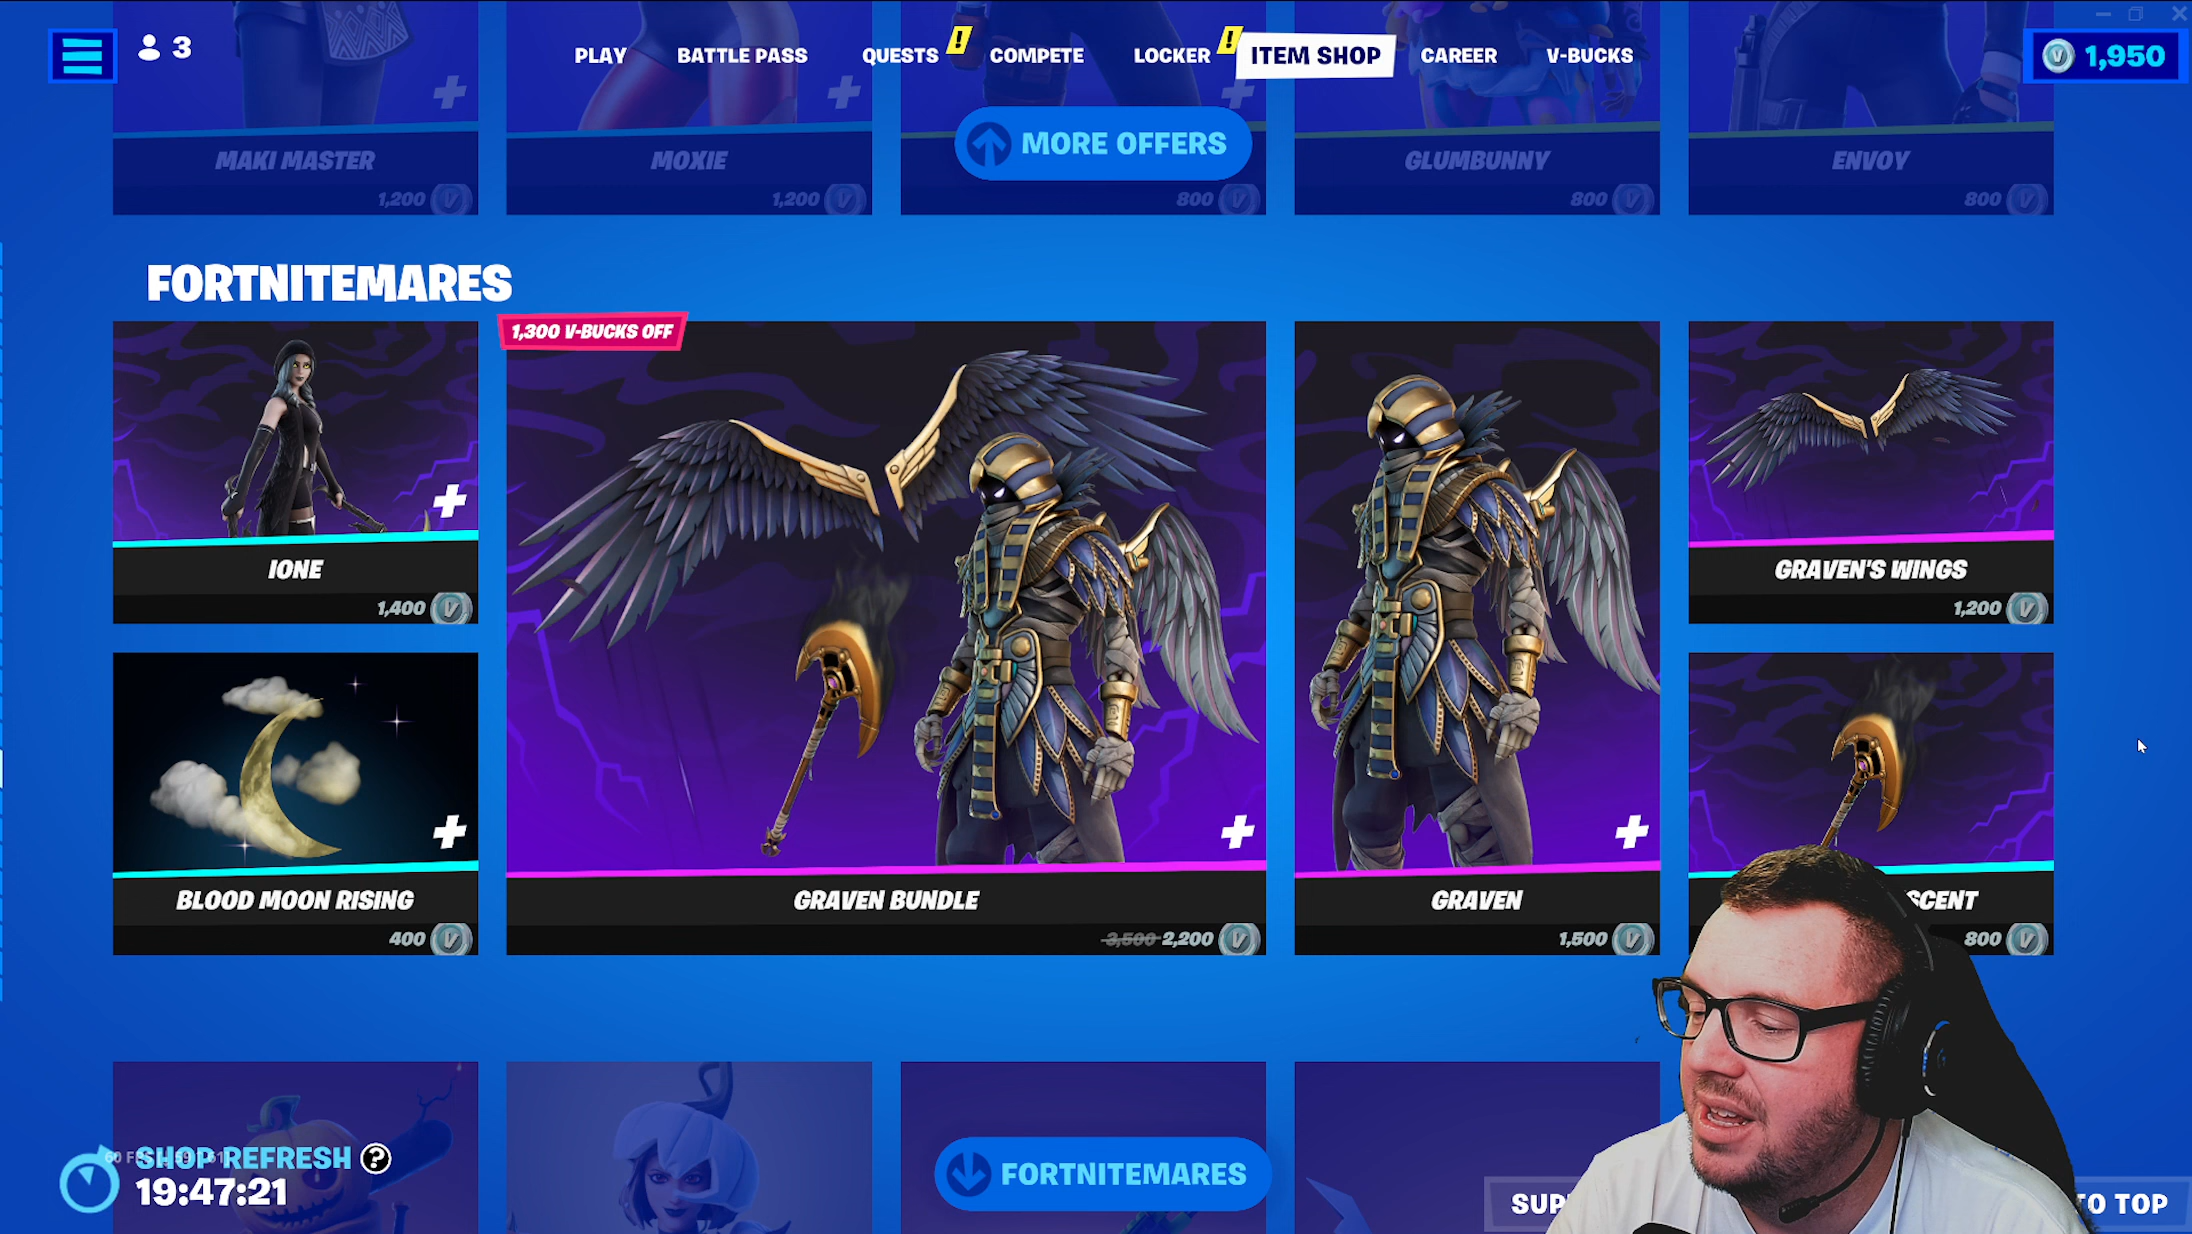 3
PLAY
BATTLE PASS
QUESTS
COMPETE
LOCKER
ITEM SHOP
CAREER
V-BUCKS
1,950
MORE OFFERS
MAKI MASTER
1,200
MOXIE
1,200
800
GLUMBUNNY
800
ENVOY
800
FORTNITEMARES
IONE
1,400
BLOOD MOON RISING
400
1,300 V-BUCKS OFF
GRAVEN BUNDLE
3,500 2,200
GRAVEN
1,500
GRAVEN'S WINGS
1,200
SCENT
800
SHOP REFRESH ?
19:47:21
FORTNITEMARES
SUP
TO TOP